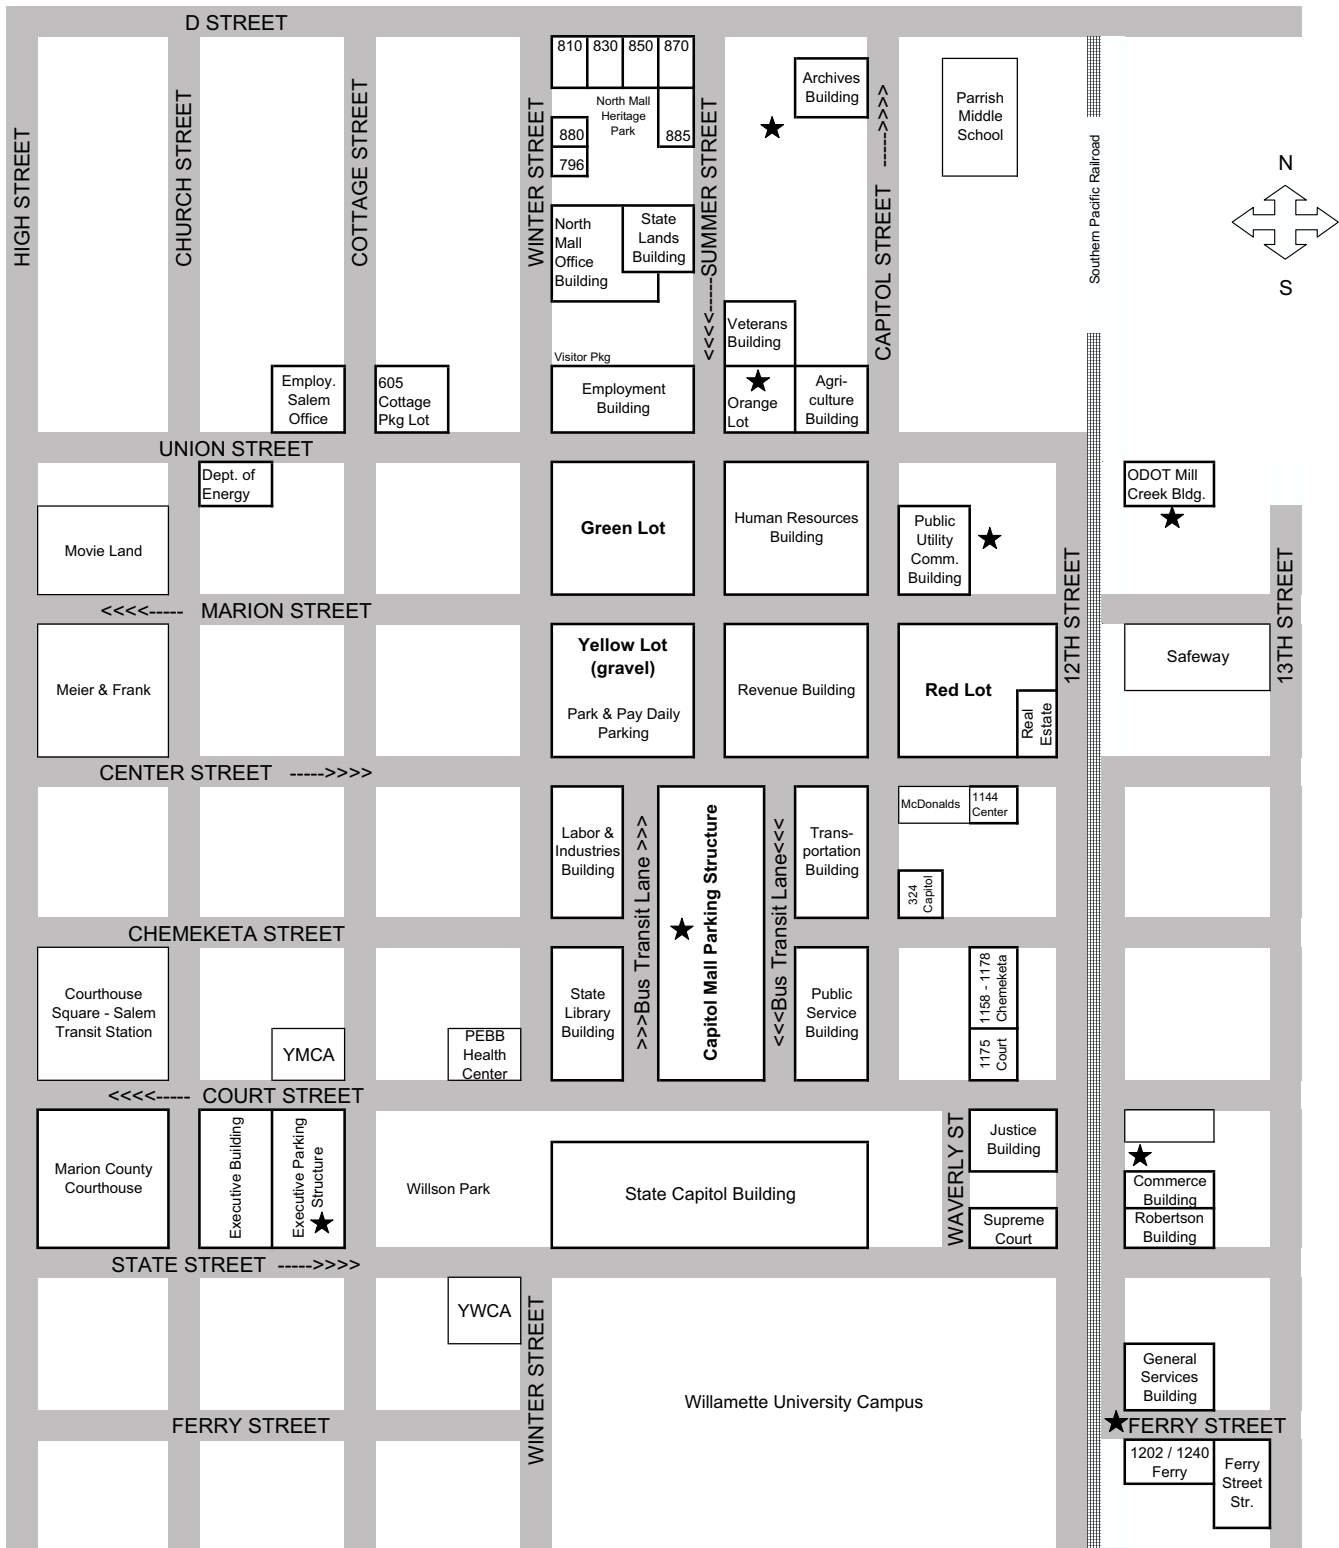 D STREET
HIGH STREET
CHURCH STREET
COTTAGE STREET
WINTER STREET
810
830
850
870
North Mall
Heritage
Park
880
796
885
<<<<-----SUMMER STREET
Archives
Building
CAPITOL STREET ----->>>>
Parrish
Middle
School
Southern Pacific Railroad
N
S
North
Mall
Office
Building
State
Lands
Building
Veterans
Building
Visitor Pkg
Employ.
Salem
Office
605
Cottage
Pkg Lot
Employment
Building
Orange
Lot
Agri-
culture
Building
UNION STREET
Dept. of
Energy
Movie Land
Green Lot
Human Resources
Building
Public
Utility
Comm.
Building
12TH STREET
ODOT Mill
Creek Bldg.
13TH STREET
<<<<----- MARION STREET
Meier & Frank
Yellow Lot
(gravel)
Park & Pay Daily
Parking
Revenue Building
Red Lot
Real
Estate
Safeway
CENTER STREET ----->>>>
Labor &
Industries
Building
>>>Bus Transit Lane >>>
Capitol Mall Parking Structure
<<<Bus Transit Lane<<<
Trans-
portation
Building
McDonalds
1144
Center
324
Capitol
CHEMEKETA STREET
Courthouse
Square - Salem
Transit Station
YMCA
PEBB
Health
Center
State
Library
Building
Public
Service
Building
1158 - 1178
Chemeketa
1175
Court
<<<<----- COURT STREET
Marion County
Courthouse
Executive Building
Executive Parking
Structure
Willson Park
State Capitol Building
WAVERLY ST
Justice
Building
Supreme
Court
Commerce
Building
Robertson
Building
STATE STREET ----->>>>
YWCA
WINTER STREET
Willamette University Campus
General
Services
Building
FERRY STREET
FERRY STREET
1202 / 1240
Ferry
Ferry
Street
Str.